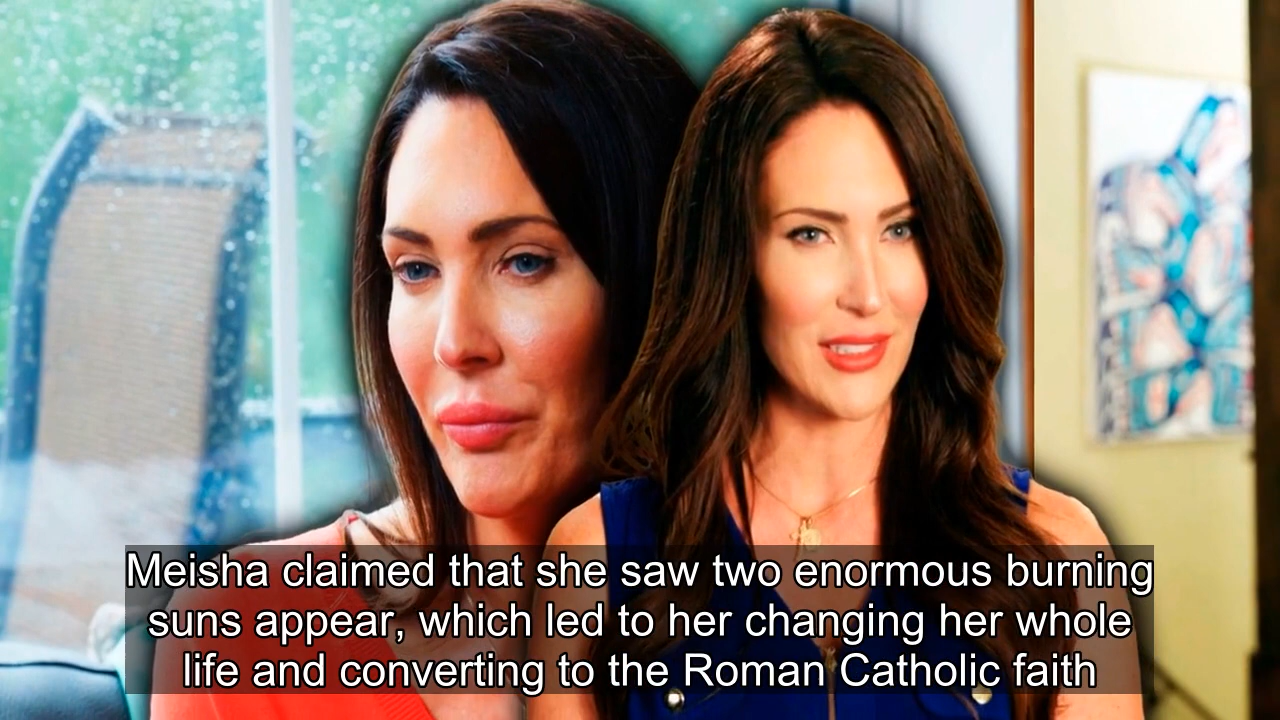 Meisha claimed that she saw two enormous burning
suns appear, which led to her changing her whole
life and converting to the Roman Catholic faith